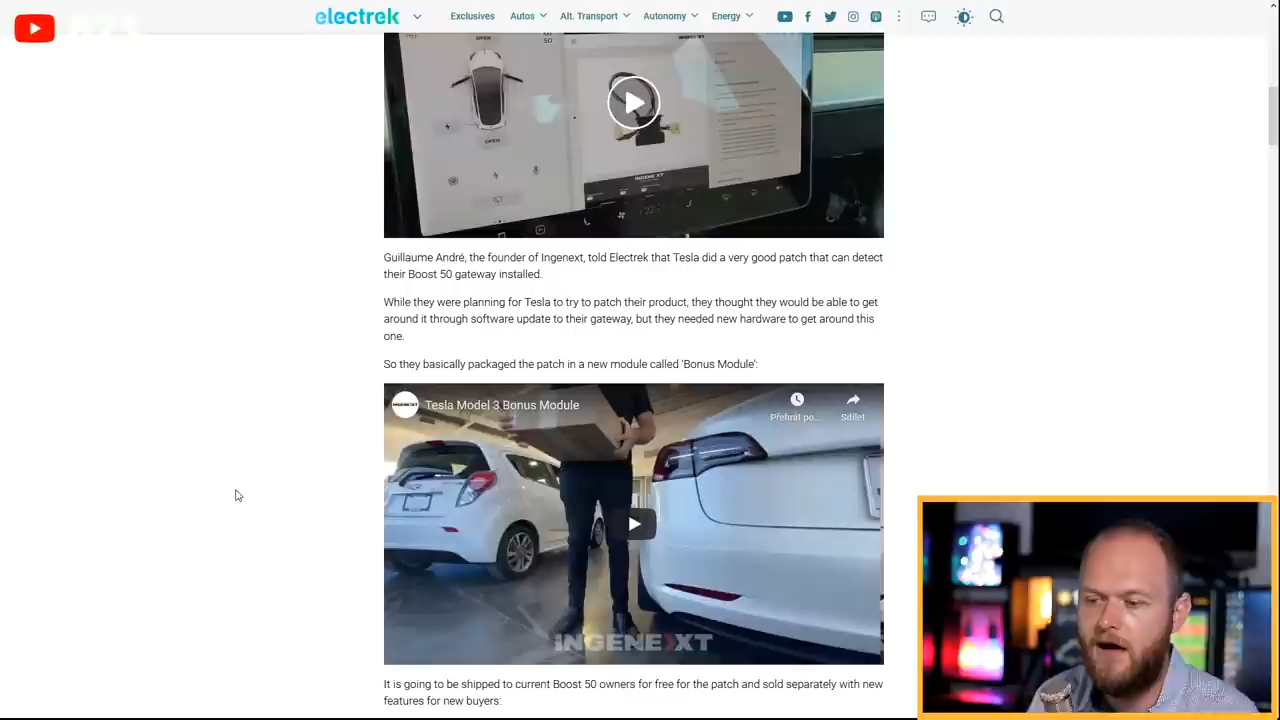 electrek
Exclusives Autos Alt. Transport Autonomy Energy
OPEN
50
OPEN
INGENEXT
Guillaume André, the founder of Ingenext, told Electrek that Tesla did a very good patch that can detect
their Boost 50 gateway installed.
While they were planning for Tesla to try to patch their product, they thought they would be able to get
around it through software update to their gateway, but they needed new hardware to get around this
one.
So they basically packaged the patch in a new module called ‘Bonus Module’:
Tesla Model 3 Bonus Module
Přehrát po... Sdílet
INGENEXT
It is going to be shipped to current Boost 50 owners for free for the patch and sold separately with new
features for new buyers: